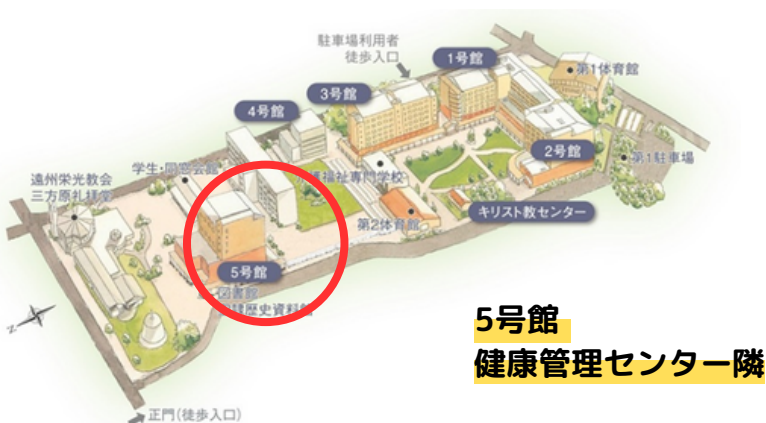 駐車場利用者
徒歩入口
1号館
第1体育館
3号館
4号館
2号館
第1駐車場
学生・同窓会館
福祉専門学校
遠州栄光教会
三方原礼拝堂
第2体育館
キリスト教センター
5号館
図書館
歴史資料館
N
正門(徒歩入口)
5号館
健康管理センター隣